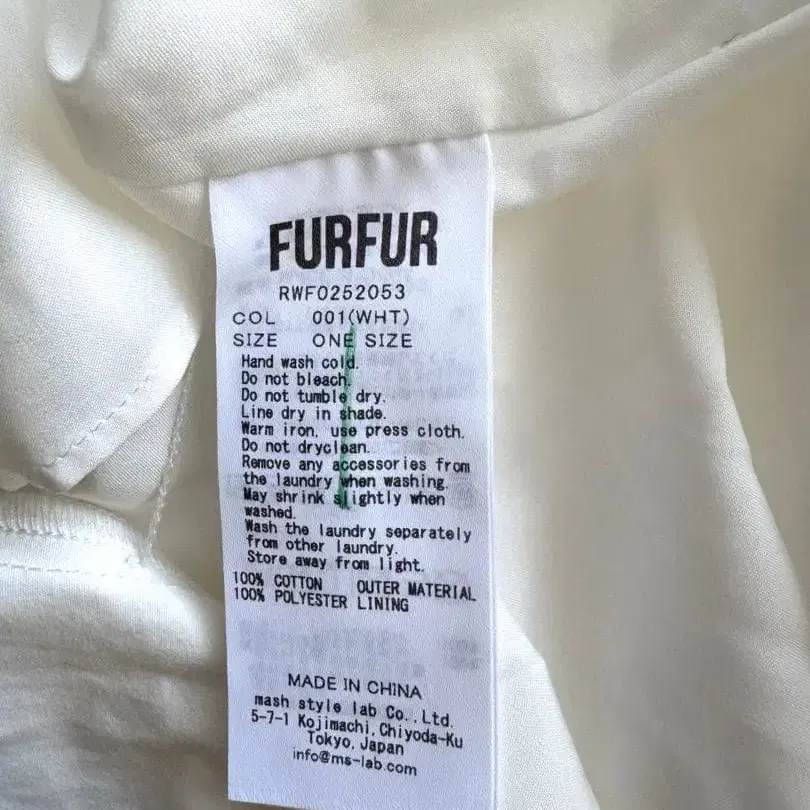 FURFUR
RWFO252053
COL 001(WHT)
SIZE ONE SIZE
Hand wash cold.
Do not bleach.
Do not tumble dry.
Line dry in shade.
Warm iron, use press cloth.
Do not dryclean.
Remove any accessories from
the laundry when washing.
May shrink slightly when
washed.
Wash the laundry separately
from other laundry.
Store away from light.
100% COTTON OUTER MATERIAL
100% POLYESTER LINING
MADE IN CHINA
mash style lab Co.,Ltd.
5-7-1 Kojimachi,Chiyoda-Ku
Tokyo,Japan
info@ms-lab.com